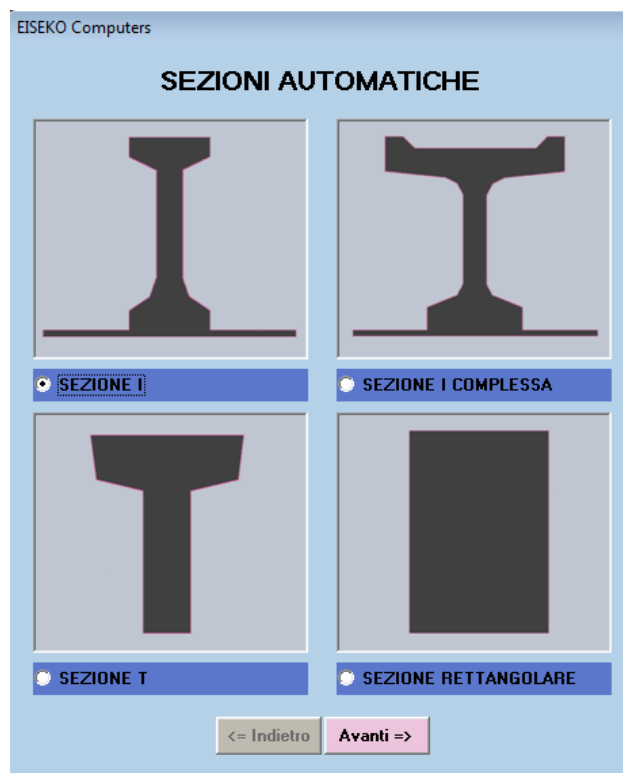 EISEKO Computers
SEZIONI AUTOMATICHE
SEZIONE I
SEZIONE I COMPLESSA
SEZIONE T
SEZIONE RETTANGOLARE
<= Indietro
Avanti =>